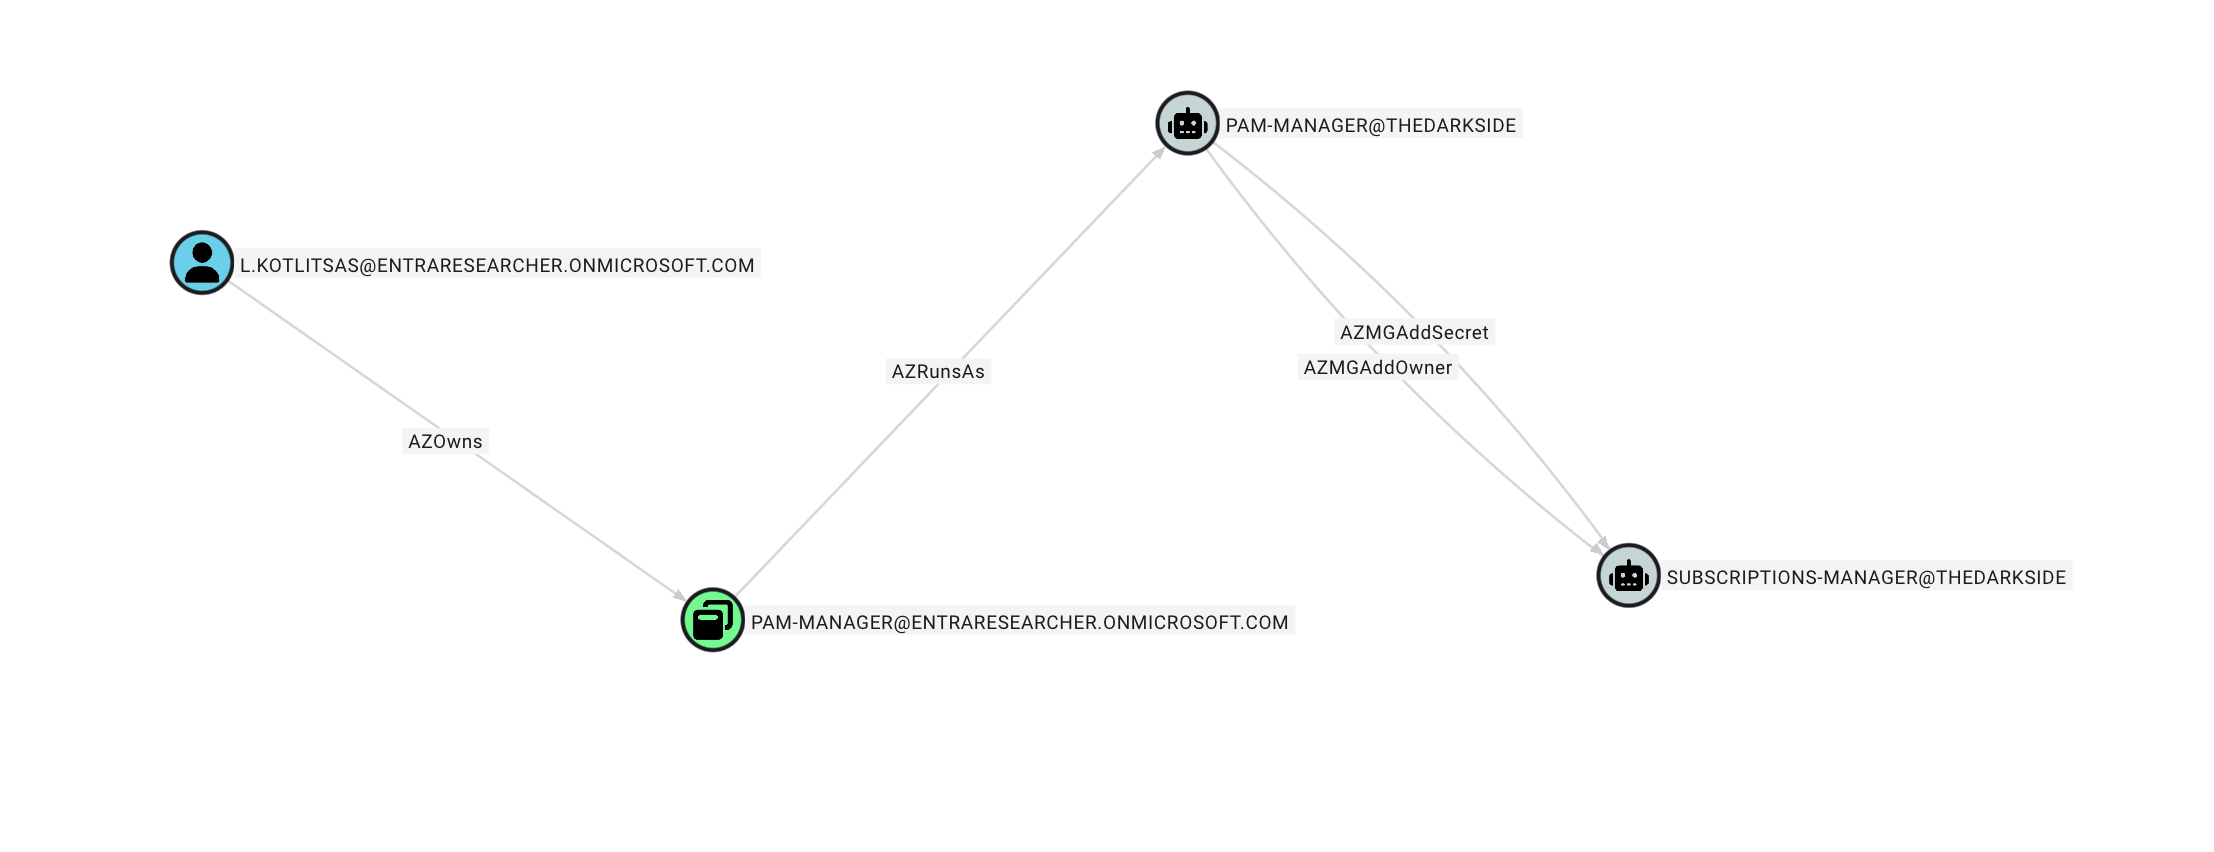 PAM-MANAGER@THEDARKSIDE
L.KOTLITSAS@ENTRARESEARCHER.ONMICROSOFT.COM
AZMGAddSecret
AZMGAddOwner
AZRunsAs
AZOwns
SUBSCRIPTIONS-MANAGER@THEDARKSIDE
PAM-MANAGER@ENTRARESEARCHER.ONMICROSOFT.COM